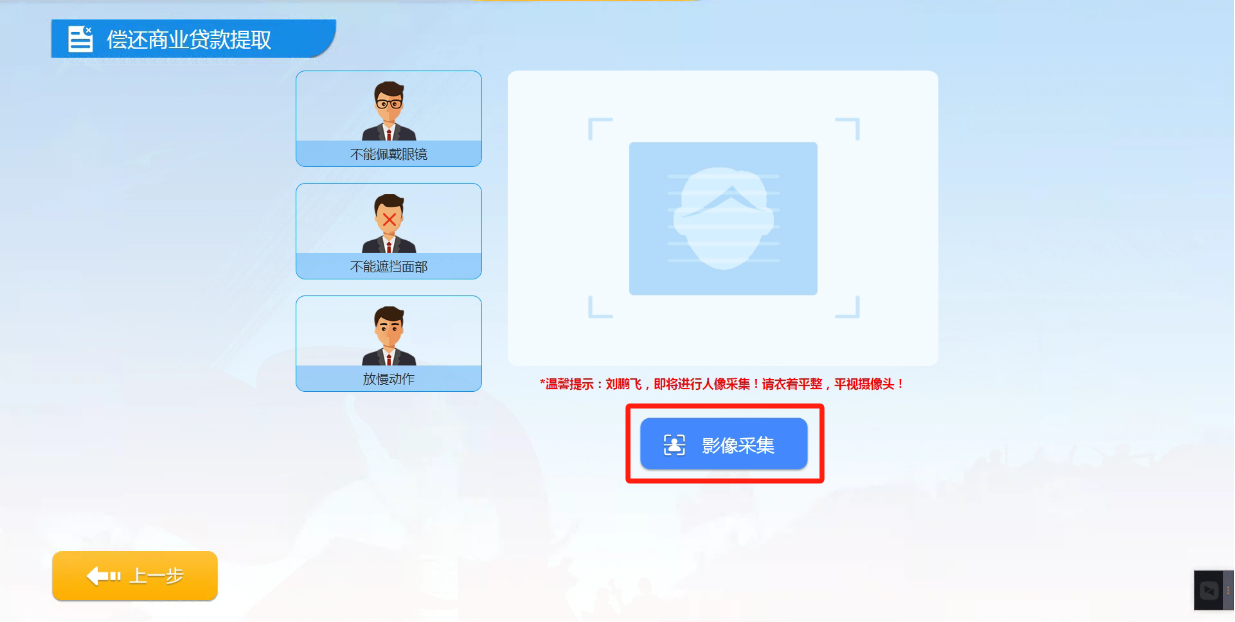 偿还商业贷款提取
不能佩戴眼镜
不能遮挡面部
放慢动作
*温馨提示：刘鹏飞，即将进行人像采集！请衣着平整，平视摄像头！
影像采集
上一步